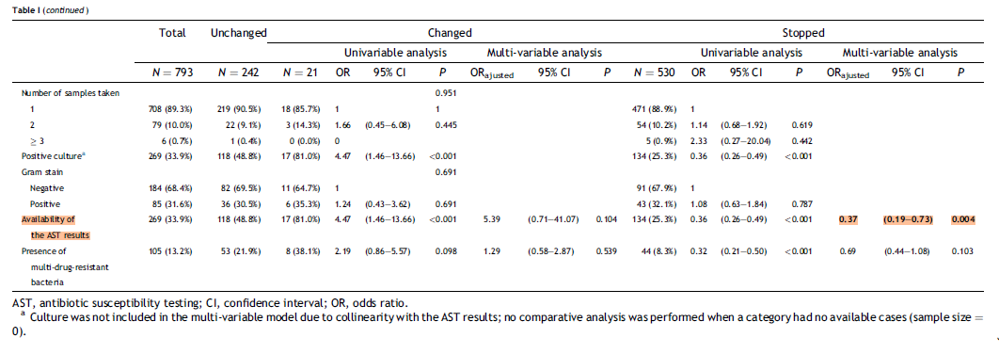 Table I (continued)
Total Unchanged Changed Stopped
Univariable analysis Multi-variable analysis Univariable analysis Multi-variable analysis
N = 793 N = 242 N = 21 OR 95% CI P ORajusted 95% CI P N = 530 OR 95% CI P ORajusted 95% CI P
Number of samples taken 0.951
1 708 (89.3%) 219 (90.5%) 18 (85.7%) 1 1 471 (88.9%) 1
2 79 (10.0%) 22 (9.1%) 3 (14.3%) 1.66 (0.45–6.08) 0.445 54 (10.2%) 1.14 (0.68–1.92) 0.619
≥ 3 6 (0.7%) 1 (0.4%) 0 (0.0%) 0 5 (0.9%) 2.33 (0.27–20.04) 0.442
Positive cultureᵃ 269 (33.9%) 118 (48.8%) 17 (81.0%) 4.47 (1.46–13.66) <0.001 134 (25.3%) 0.36 (0.26–0.49) <0.001
Gram stain 0.691
Negative 184 (68.4%) 82 (69.5%) 11 (64.7%) 1 91 (67.9%) 1
Positive 85 (31.6%) 36 (30.5%) 6 (35.3%) 1.24 (0.43–3.62) 0.691 43 (32.1%) 1.08 (0.63–1.84) 0.787
Availability of 269 (33.9%) 118 (48.8%) 17 (81.0%) 4.47 (1.46–13.66) <0.001 5.39 (0.71–41.07) 0.104 134 (25.3%) 0.36 (0.26–0.49) <0.001 0.37 (0.19–0.73) 0.004
the AST results
Presence of 105 (13.2%) 53 (21.9%) 8 (38.1%) 2.19 (0.86–5.57) 0.098 1.29 (0.58–2.87) 0.539 44 (8.3%) 0.32 (0.21–0.50) <0.001 0.69 (0.44–1.08) 0.103
multi-drug-resistant
bacteria
AST, antibiotic susceptibility testing; CI, confidence interval; OR, odds ratio.
ᵃ Culture was not included in the multi-variable model due to collinearity with the AST results; no comparative analysis was performed when a category had no available cases (sample size =
0).